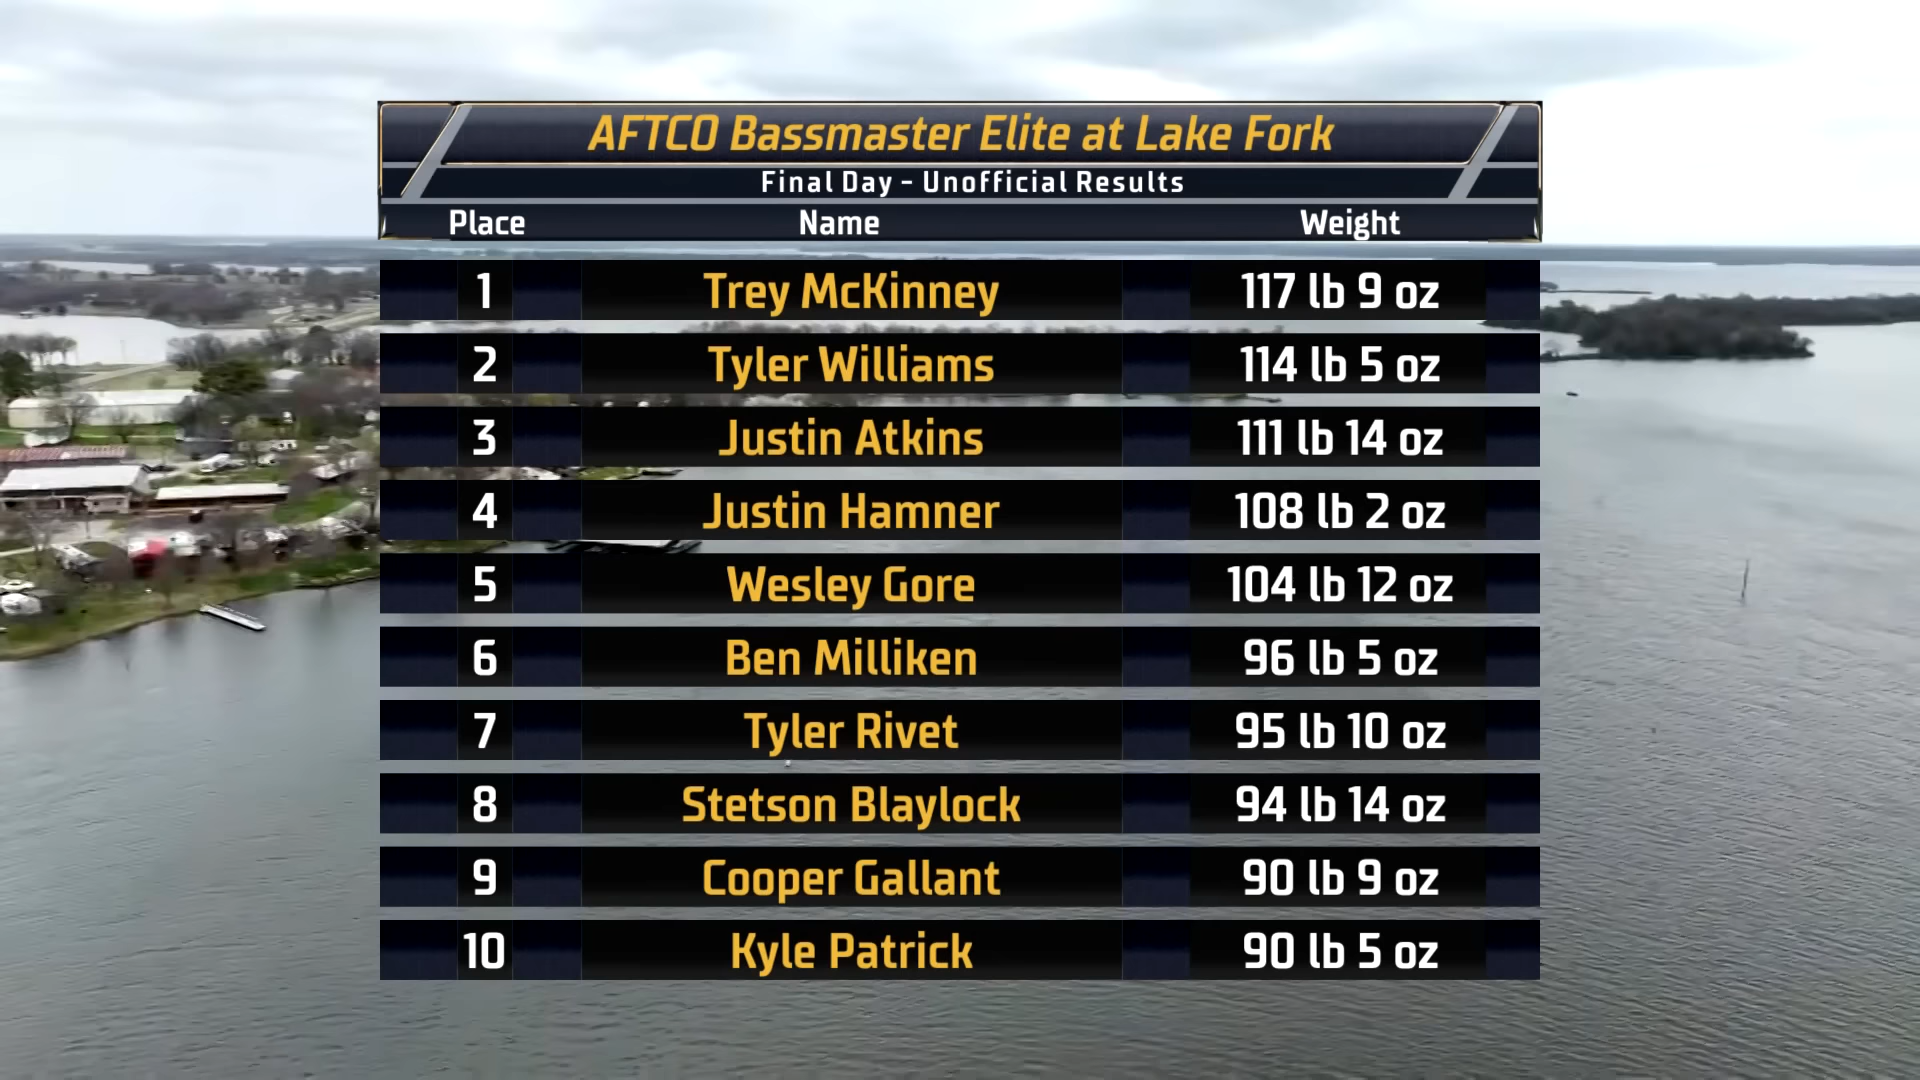 AFTCO Bassmaster Elite at Lake Fork
Final Day - Unofficial Results
Place Name Weight
1 Trey McKinney 117 lb 9 oz
2 Tyler Williams 114 lb 5 oz
3 Justin Atkins 111 lb 14 oz
4 Justin Hamner 108 lb 2 oz
5 Wesley Gore 104 lb 12 oz
6 Ben Milliken 96 lb 5 oz
7 Tyler Rivet 95 lb 10 oz
8 Stetson Blaylock 94 lb 14 oz
9 Cooper Gallant 90 lb 9 oz
10 Kyle Patrick 90 lb 5 oz